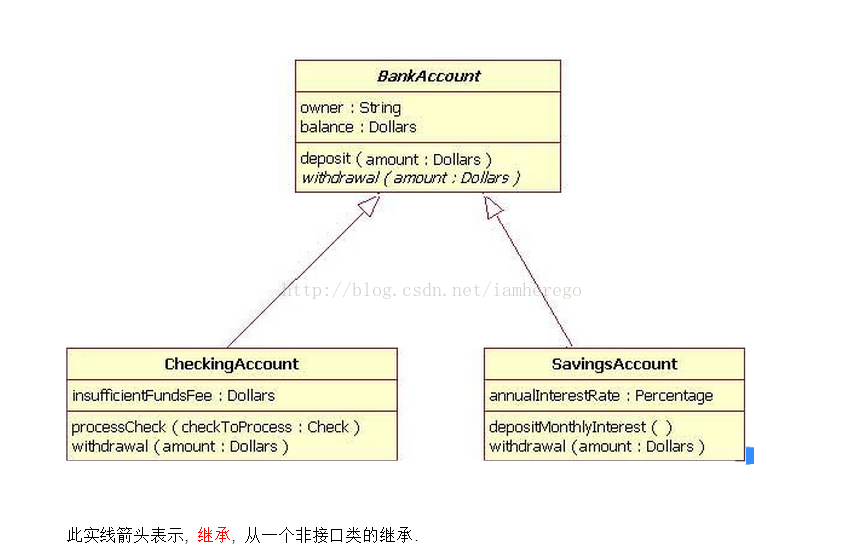 BankAccount
owner : String
balance : Dollars
deposit ( amount : Dollars )
withdrawal ( amount : Dollars )
http://blog.csdn.net/iamherego
CheckingAccount
insufficientFundsFee : Dollars
processCheck ( checkToProcess : Check )
withdrawal ( amount : Dollars )
SavingsAccount
annualInterestRate : Percentage
depositMonthlyInterest ( )
withdrawal ( amount : Dollars )
此实线箭头表示, 继承, 从一个非接口类的继承.